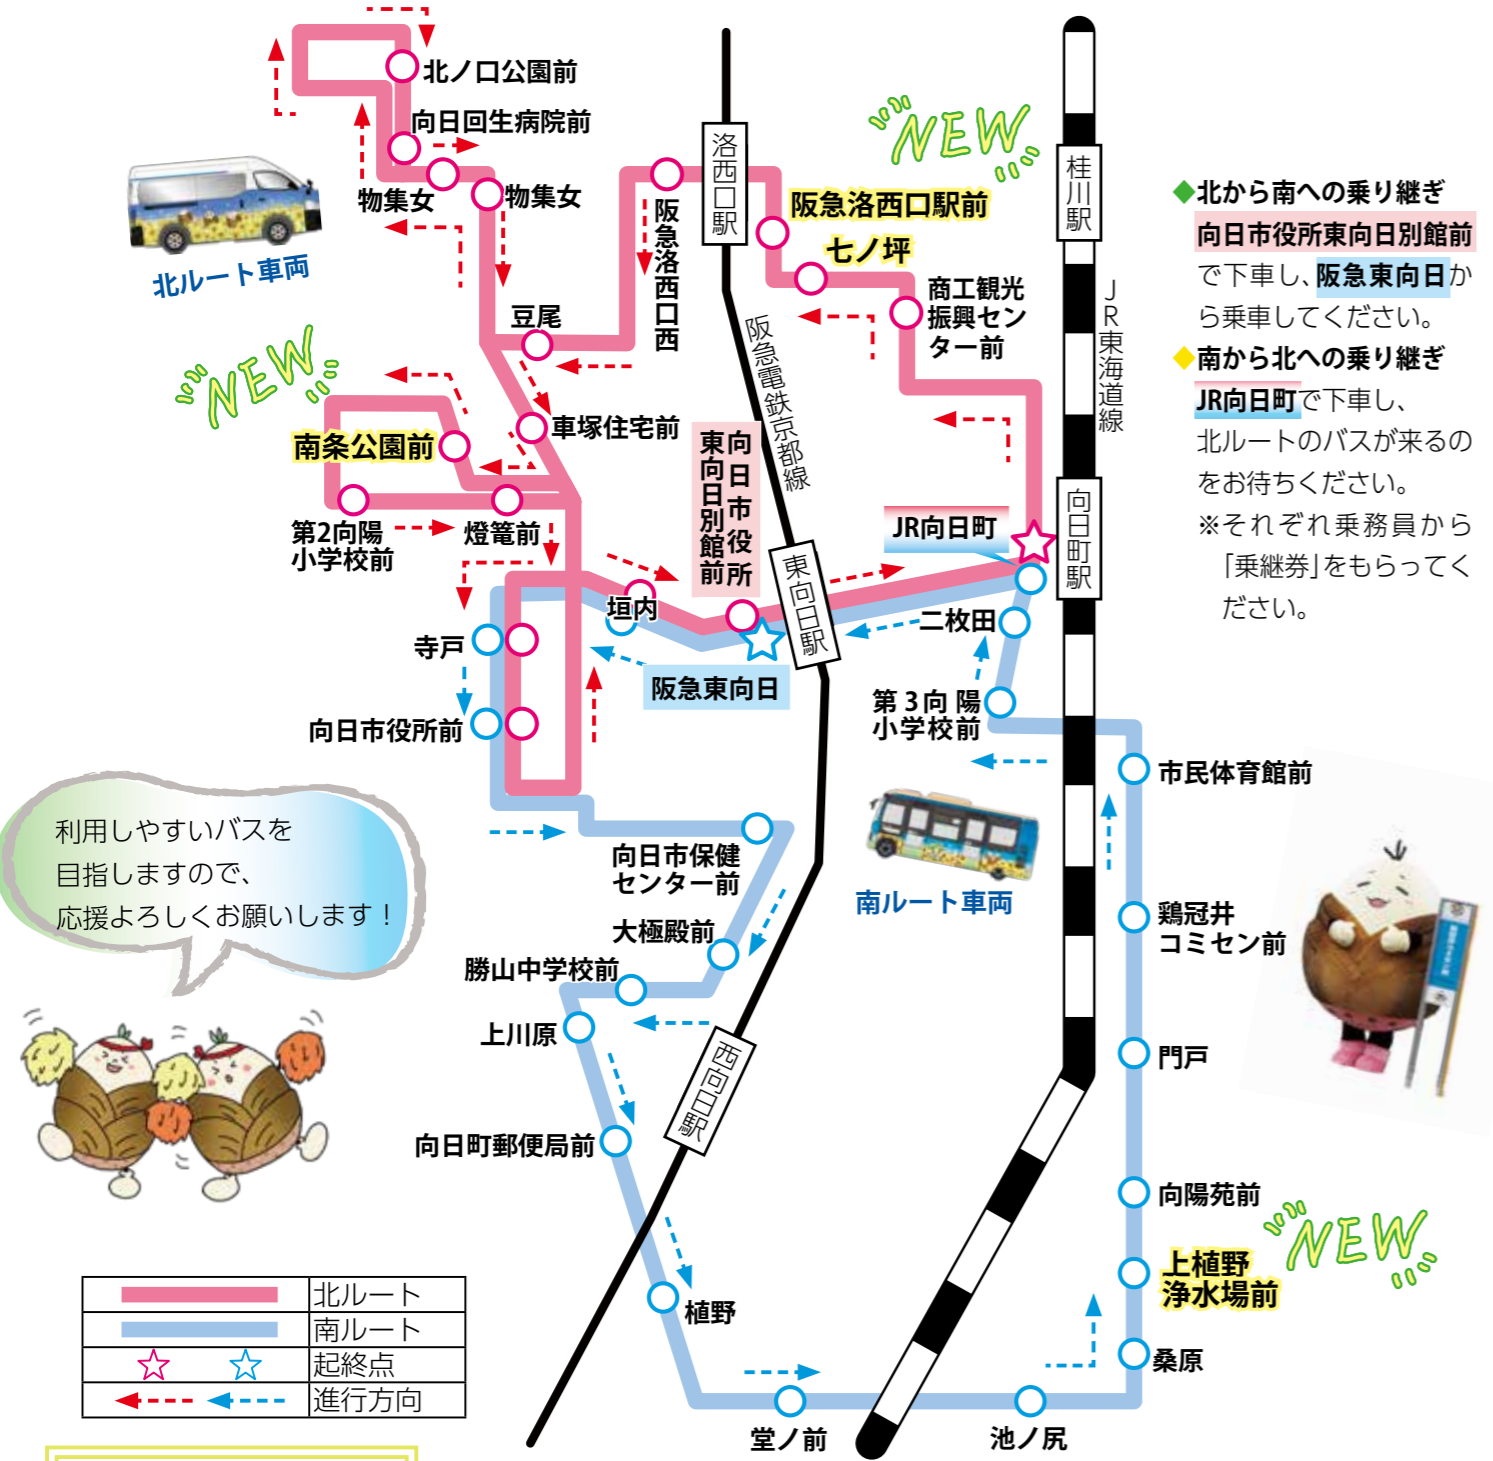 北ノ口公園前
向日回生病院前
物集女
物集女
北ルート車両
洛西口駅
NEW
阪急洛西口駅前
七ノ坪
阪急洛西口西
桂川駅
商工観光
振興セン
ター前
JR東海道線
阪急電鉄京都線
豆尾
NEW
車塚住宅前
南条公園前
第2向陽
小学校前
燈篭前
向日市役所
東向日別館前
JR向日町
向日町駅
東向日駅
垣内
二枚田
寺戸
阪急東向日
向日市役所前
第3向陽
小学校前
◆北から南への乗り継ぎ
向日市役所東向日別館前
で下車し、阪急東向日か
ら乗車してください。
◆南から北への乗り継ぎ
JR向日町で下車し、
北ルートのバスが来るの
をお待ちください。
※それぞれ乗務員から
「乗継券」をもらってく
ださい。
市民体育館前
利用しやすいバスを
目指しますので、
応援よろしくお願いします！
向日市保健
センター前
南ルート車両
大極殿前
鶏冠井
コミセン前
勝山中学校前
上川原
西向日駅
門戸
向日町郵便局前
向陽苑前
NEW
上植野
浄水場前
植野
桑原
堂ノ前
池ノ尻
北ルート
南ルート
起終点
進行方向